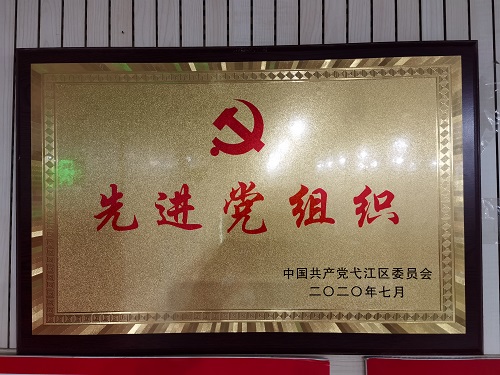 先进党组织
中国共产党弋江区委员会
二〇二〇年七月